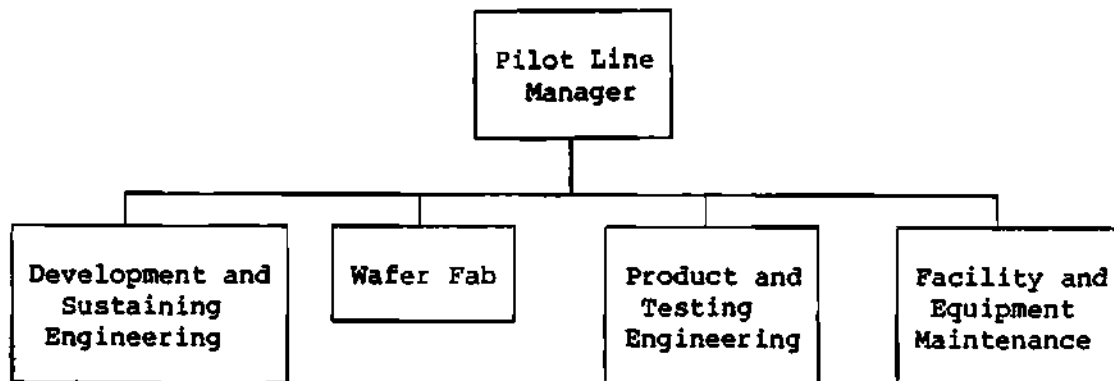 Pilot Line
Manager
Development and
Sustaining
Engineering
Wafer Fab
Product and
Testing
Engineering
Facility and
Equipment
Maintenance